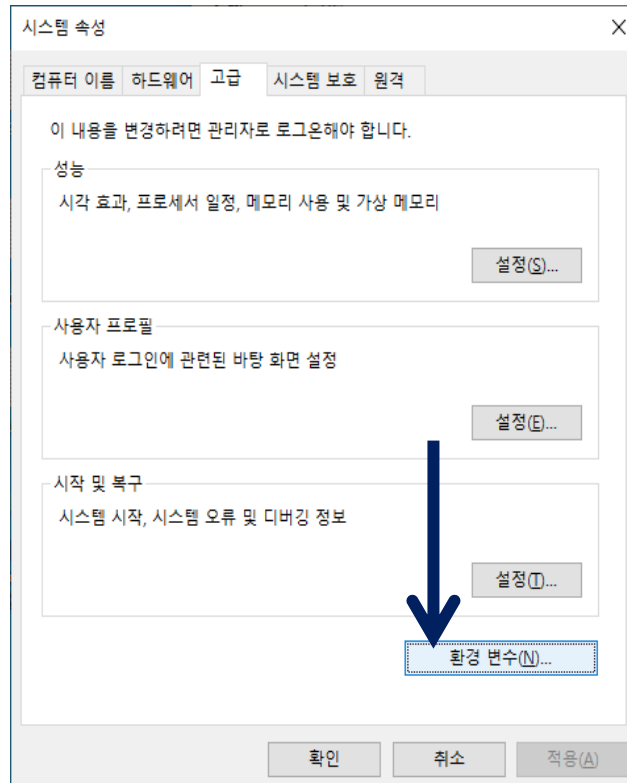 시스템 속성
컴퓨터 이름 하드웨어 고급 시스템 보호 원격
이 내용을 변경하려면 관리자로 로그온해야 합니다.
성능
시각 효과, 프로세서 일정, 메모리 사용 및 가상 메모리
설정(S)...
사용자 프로필
사용자 로그인에 관련된 바탕 화면 설정
설정(E)...
시작 및 복구
시스템 시작, 시스템 오류 및 디버깅 정보
설정(T)...
환경 변수(N)...
확인 취소 적용(A)